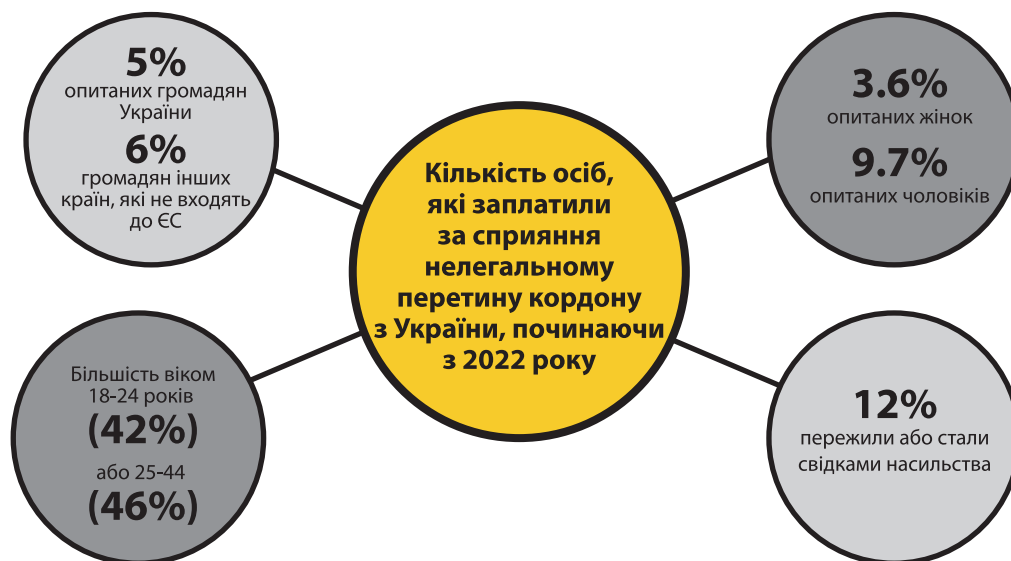 5%
опитаних громадян
України
6%
громадян інших
країн, які не входять
до ЄС
3.6%
опитаних жінок
9.7%
опитаних чоловіків
Кількість осіб,
які заплатили
за сприяння
нелегальному
перетину кордону
з України, починаючи
з 2022 року
Більшість віком
18-24 років
(42%)
або 25-44
(46%)
12%
пережили або стали
свідками насильства